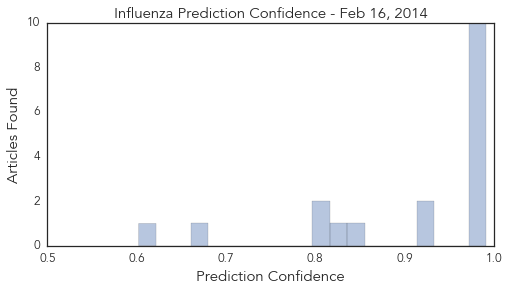 Influenza Prediction Confidence - Feb 16, 2014
10
8
6
4
2
0
Articles Found
0.5 0.6 0.7 0.8 0.9 1.0
Prediction Confidence